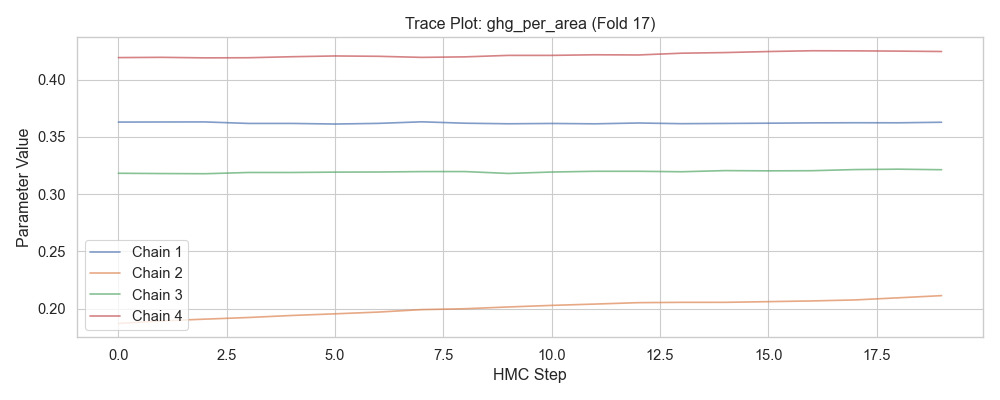 Trace Plot: ghg_per_area (Fold 17)
Parameter Value
0.40
0.35
0.30
0.25
0.20
Chain 1
Chain 2
Chain 3
Chain 4
0.0 2.5 5.0 7.5 10.0 12.5 15.0 17.5
HMC Step